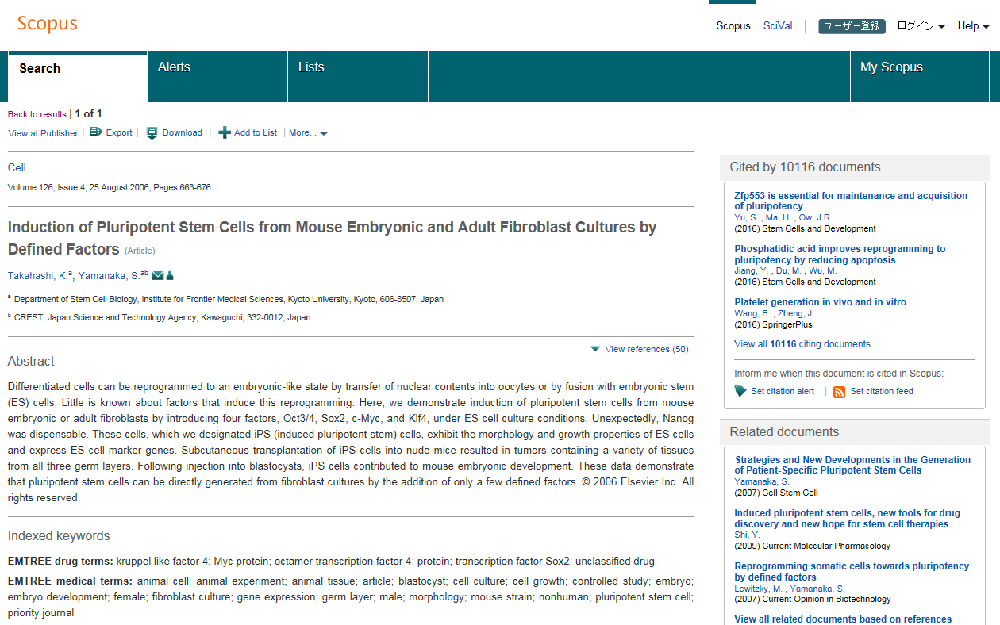 Scopus
Scopus SciVal ユーザー登録 ログイン Help
Search Alerts Lists My Scopus
Back to results | 1 of 1
View at Publisher | Export | Download | Add to List | More...
Cell
Volume 126, Issue 4, 25 August 2006, Pages 663-676
Induction of Pluripotent Stem Cells from Mouse Embryonic and Adult Fibroblast Cultures by
Defined Factors (Article)
Takahashi, K.a, Yamanaka, S.ab
a Department of Stem Cell Biology, Institute for Frontier Medical Sciences, Kyoto University, Kyoto, 606-8507, Japan
b CREST, Japan Science and Technology Agency, Kawaguchi, 332-0012, Japan
View references (50)
Abstract
Differentiated cells can be reprogrammed to an embryonic-like state by transfer of nuclear contents into oocytes or by fusion with embryonic stem
(ES) cells. Little is known about factors that induce this reprogramming. Here, we demonstrate induction of pluripotent stem cells from mouse
embryonic or adult fibroblasts by introducing four factors, Oct3/4, Sox2, c-Myc, and Klf4, under ES cell culture conditions. Unexpectedly, Nanog
was dispensable. These cells, which we designated iPS (induced pluripotent stem) cells, exhibit the morphology and growth properties of ES cells
and express ES cell marker genes. Subcutaneous transplantation of iPS cells into nude mice resulted in tumors containing a variety of tissues
from all three germ layers. Following injection into blastocysts, iPS cells contributed to mouse embryonic development. These data demonstrate
that pluripotent stem cells can be directly generated from fibroblast cultures by the addition of only a few defined factors. © 2006 Elsevier Inc. All
rights reserved.
Indexed keywords
EMTREE drug terms: kruppel like factor 4; Myc protein; octamer transcription factor 4; protein; transcription factor Sox2; unclassified drug
EMTREE medical terms: animal cell; animal experiment; animal tissue; article; blastocyst; cell culture; cell growth; controlled study; embryo;
embryo development; female; fibroblast culture; gene expression; germ layer; male; morphology; mouse strain; nonhuman; pluripotent stem cell;
priority journal
Cited by 10116 documents
Zfp553 is essential for maintenance and acquisition
of pluripotency
Yu, S. , Ma, H. , Ow, J.R.
(2016) Stem Cells and Development
Phosphatidic acid improves reprogramming to
pluripotency by reducing apoptosis
Jiang, Y. , Du, M. , Wu, M.
(2016) Stem Cells and Development
Platelet generation in vivo and in vitro
Wang, B. , Zheng, J.
(2016) SpringerPlus
View all 10116 citing documents
Inform me when this document is cited in Scopus:
Set citation alert | Set citation feed
Related documents
Strategies and New Developments in the Generation
of Patient-Specific Pluripotent Stem Cells
Yamanaka, S.
(2007) Cell Stem Cell
Induced pluripotent stem cells, new tools for drug
discovery and new hope for stem cell therapies
Shi, Y.
(2009) Current Molecular Pharmacology
Reprogramming somatic cells towards pluripotency
by defined factors
Lewitzky, M. , Yamanaka, S.
(2007) Current Opinion in Biotechnology
View all related documents based on references